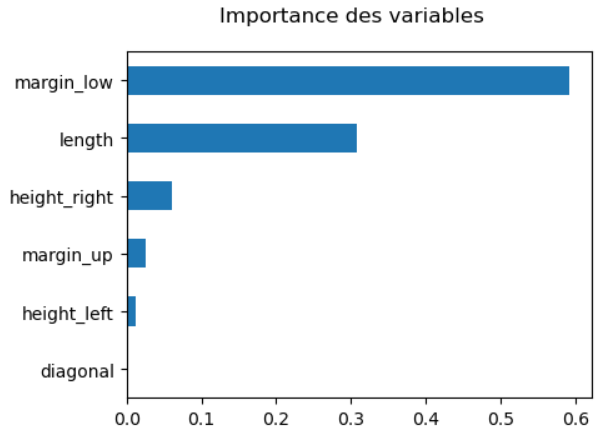 Importance des variables
margin_low
length
height_right
margin_up
height_left
diagonal
0.0 0.1 0.2 0.3 0.4 0.5 0.6